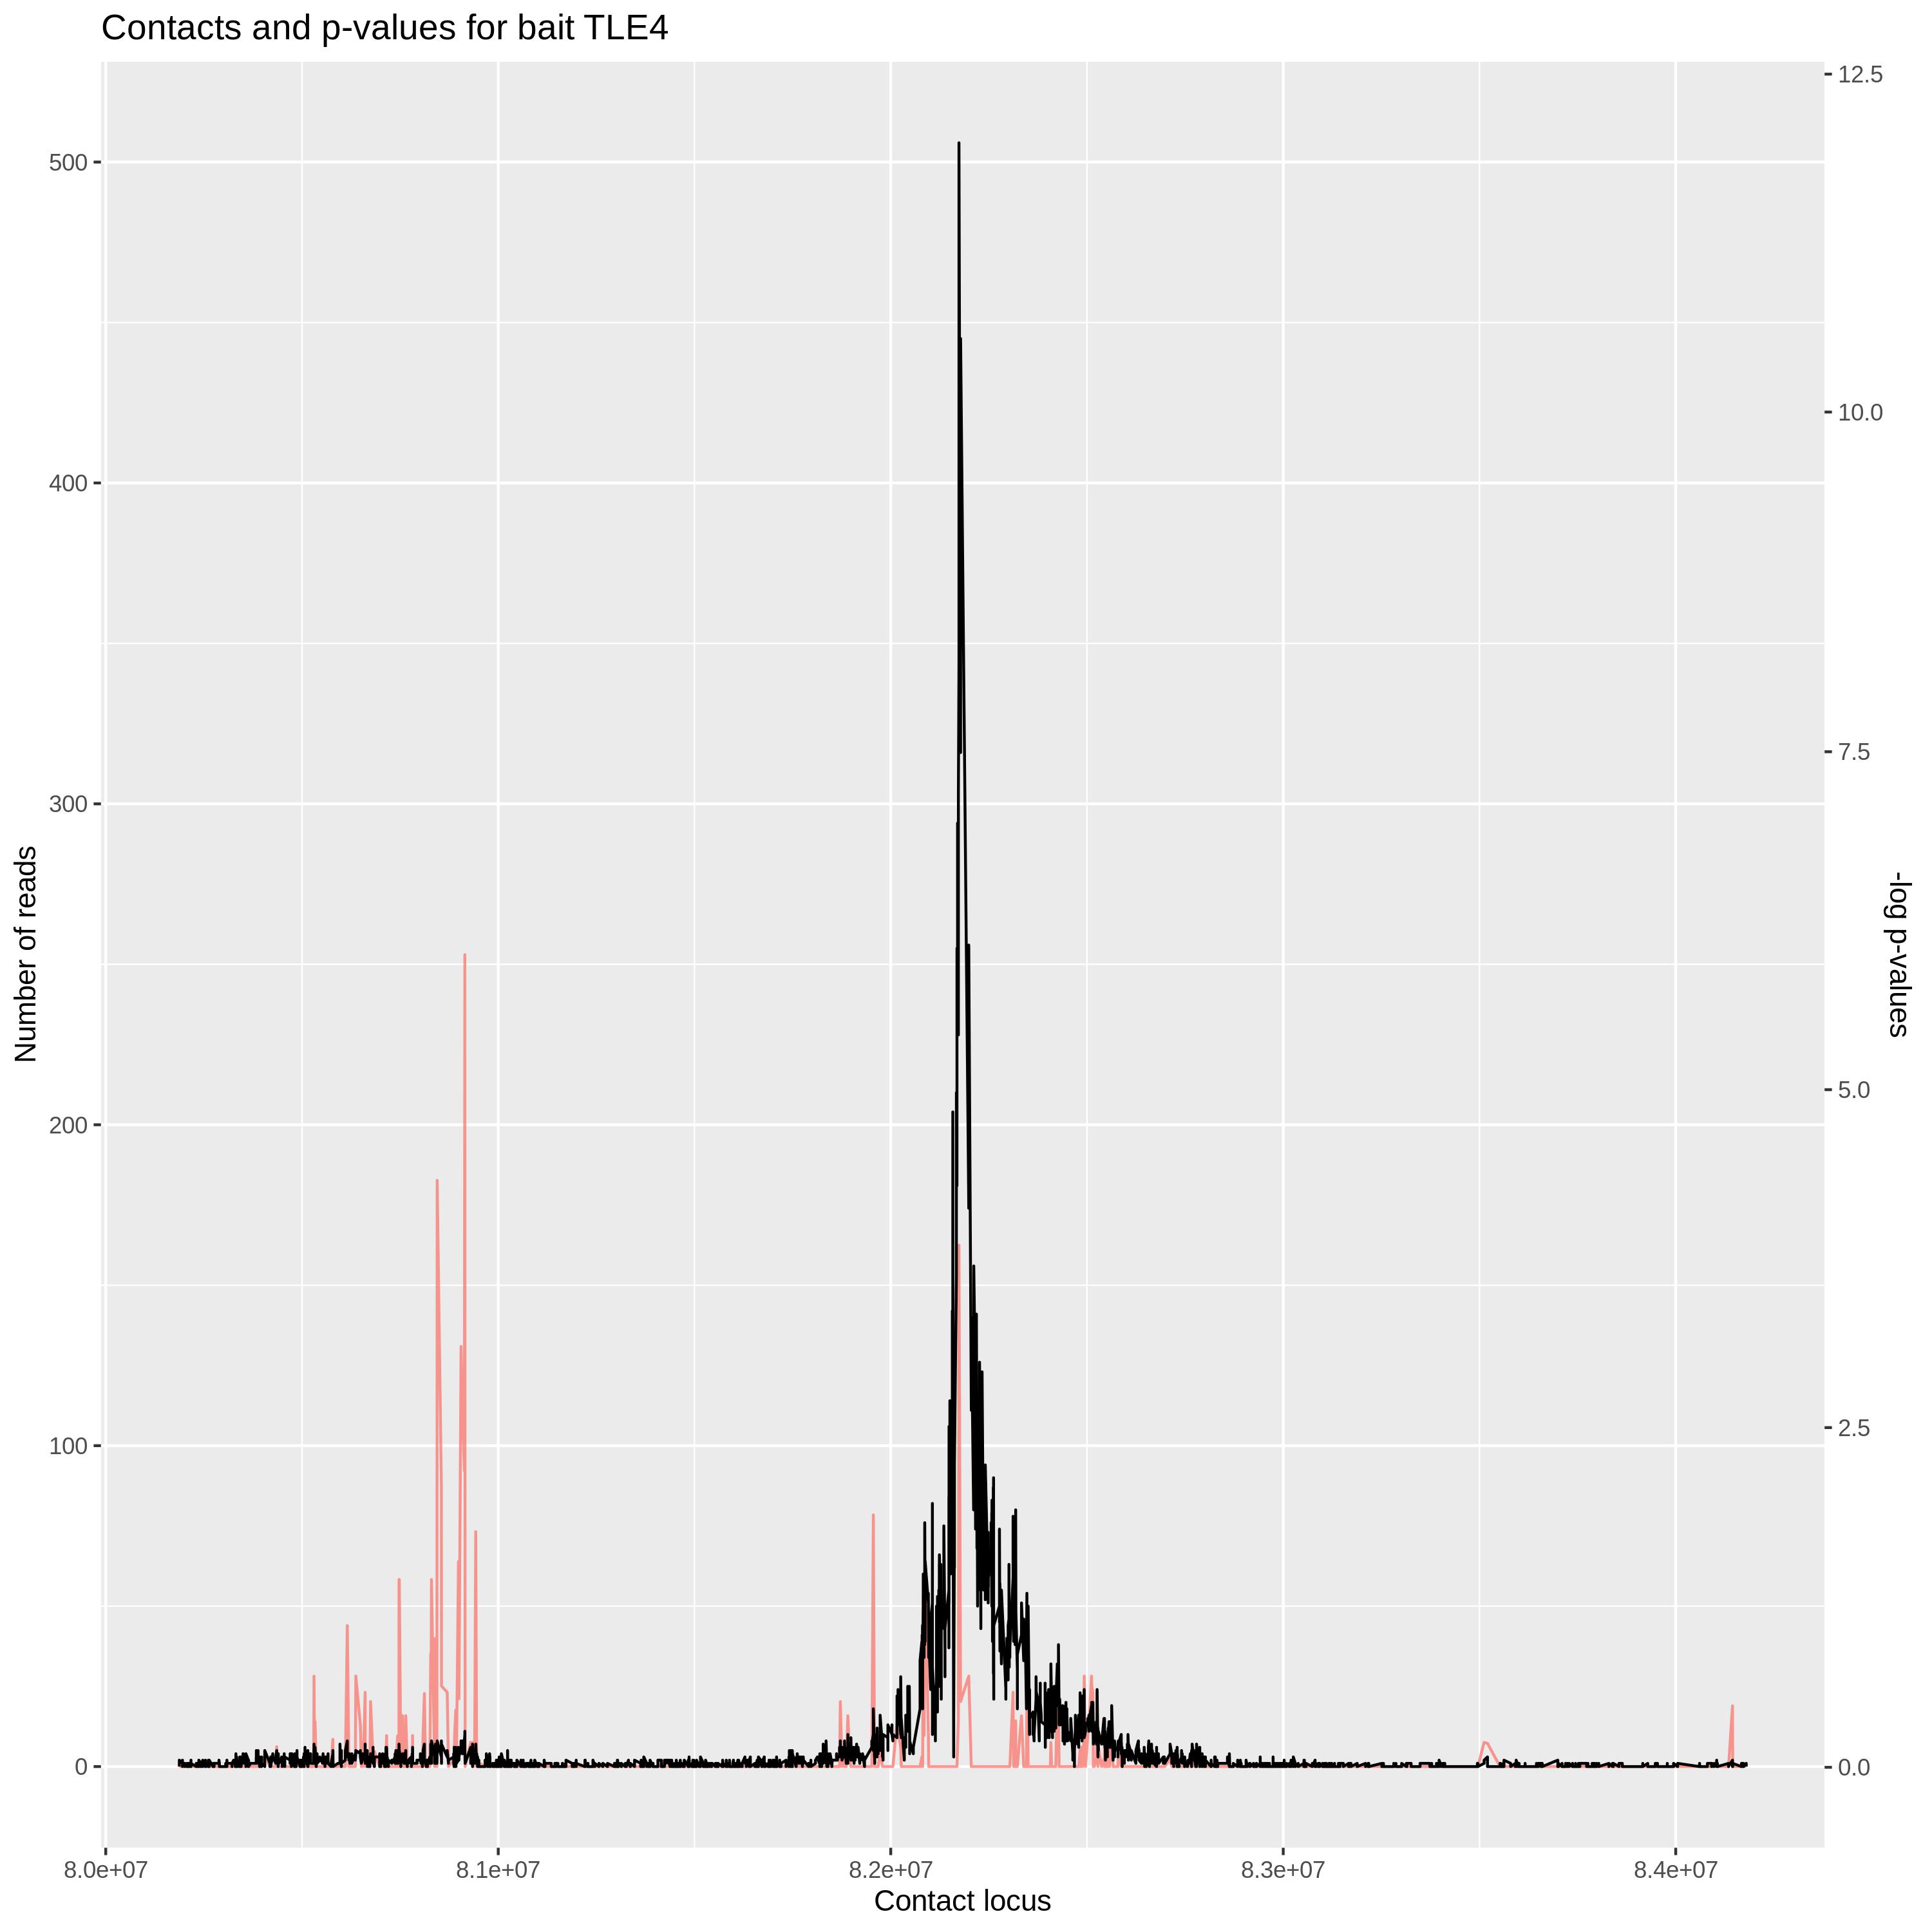 Contacts and p-values for bait TLE4
Number of reads
500
400
300
200
100
0
12.5
10.0
7.5
5.0
2.5
0.0
-log p-values
8.0e+07
8.1e+07
8.2e+07
8.3e+07
8.4e+07
Contact locus